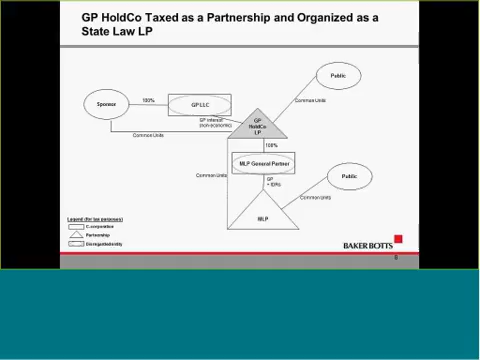 GP HoldCo Taxed as a Partnership and Organized as a
State Law LP
Public
Sponsor
100%
GP LLC
Common Units
GP interest
(non-economic)
GP
HoldCo
LP
Common Units
100%
MLP General Partner
Common Units
GP
+ IDRs
Public
Common Units
MLP
Legend (for tax purposes)
C-corporation
Partnership
Disregarded entity
BAKER BOTTS
8